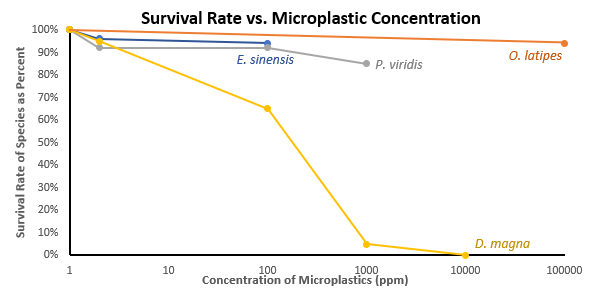 Survival Rate vs. Microplastic Concentration
Survival Rate of Species as Percent
100%
90%
80%
70%
60%
50%
40%
30%
20%
10%
0%
E. sinensis
P. viridis
O. latipes
D. magna
1 10 100 1000 10000 100000
Concentration of Microplastics (ppm)